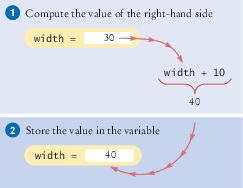 1 Compute the value of the right-hand side
width = 30
width + 10
40
2 Store the value in the variable
width = 40